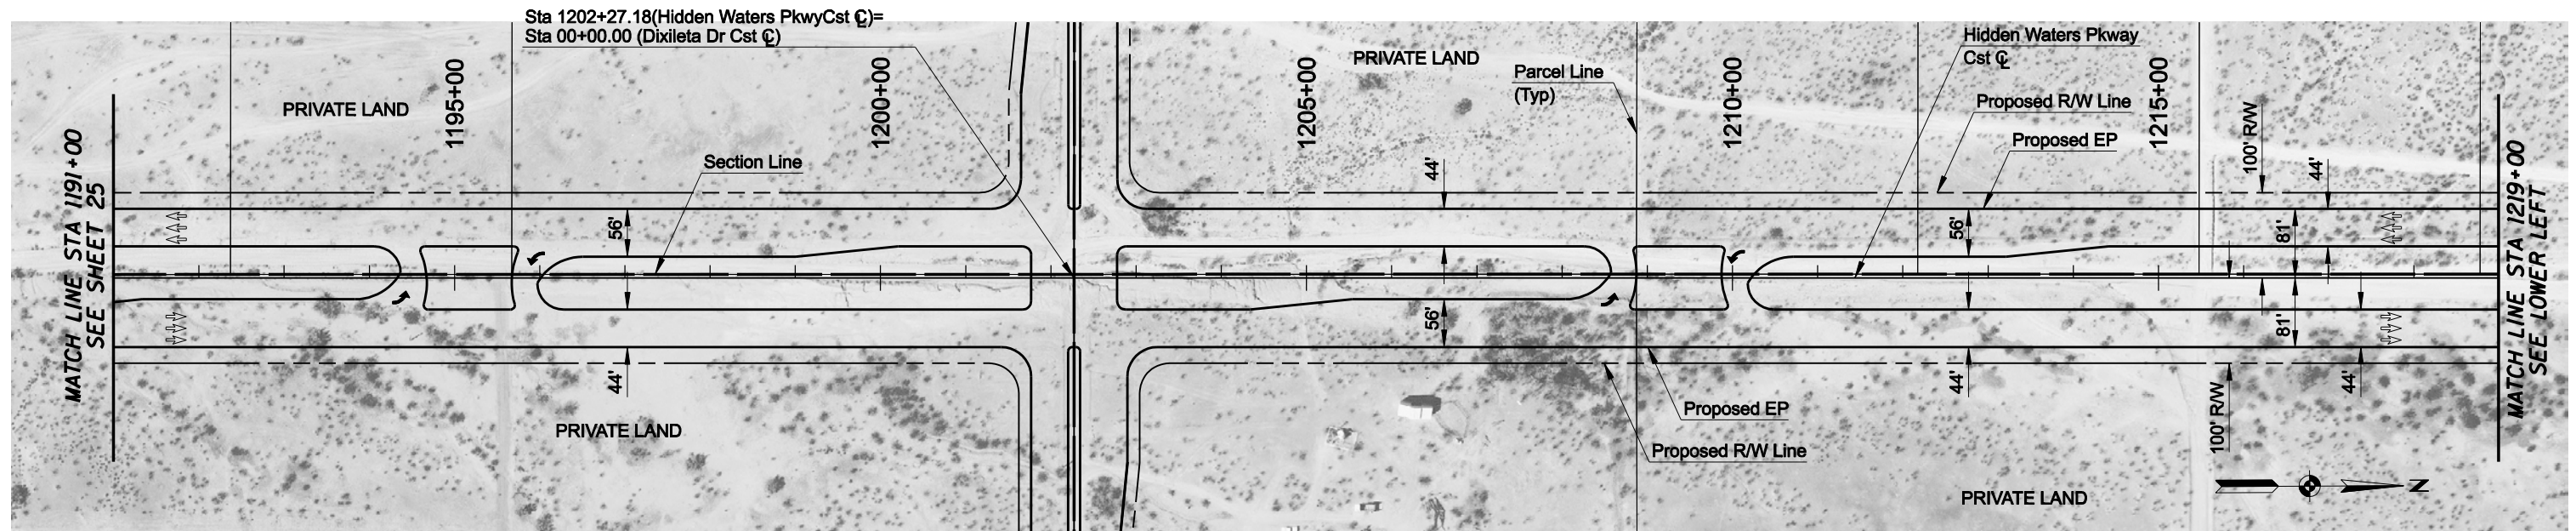 Sta 1202+27.18(Hidden Waters PkwyCst ℄)=
Sta 00+00.00 (Dixileta Dr Cst ℄)
PRIVATE LAND
1195+00
1200+00
1205+00
PRIVATE LAND
Parcel Line
(Typ)
1210+00
Hidden Waters Pkway
Cst ℄
1215+00
Proposed R/W Line
Proposed EP
100' R/W
44'
44'
Section Line
MATCH LINE STA 1191+00
SEE SHEET 25
56'
56'
81'
56'
81'
44'
44'
44'
100' R/W
MATCH LINE STA 1219+00
SEE LOWER LEFT
PRIVATE LAND
Proposed EP
Proposed R/W Line
PRIVATE LAND
N